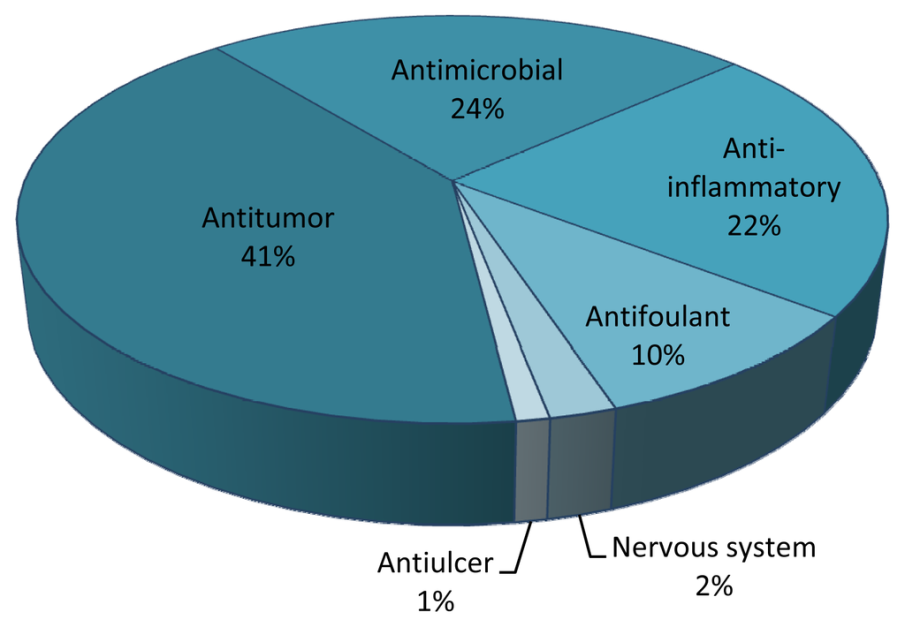 Antimicrobial
24%
Anti-
inflammatory
22%
Antitumor
41%
Antifoulant
10%
Nervous system
2%
Antiulcer
1%